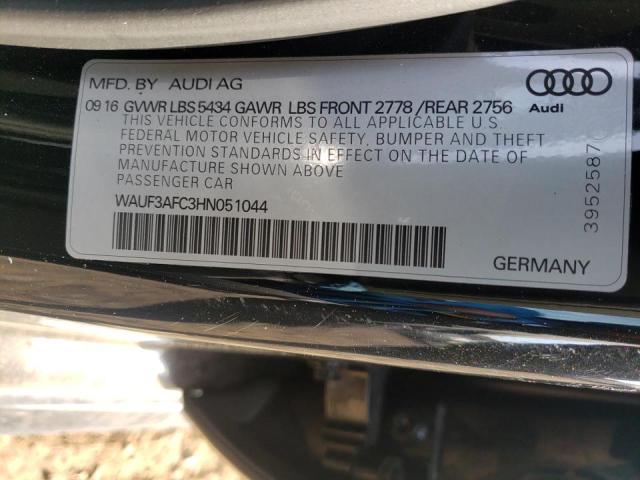 MFD. BY AUDI AG
09 16 GVWR LBS 5434 GAWR LBS FRONT 2778 /REAR 2756
THIS VEHICLE CONFORMS TO ALL APPLICABLE U S
FEDERAL MOTOR VEHICLE SAFETY, BUMPER AND THEFT
PREVENTION STANDARDS IN EFFECT ON THE DATE OF
MANUFACTURE SHOWN ABOVE
PASSENGER CAR
WAUF3AFC3HN051044
GERMANY
Audi
3952587